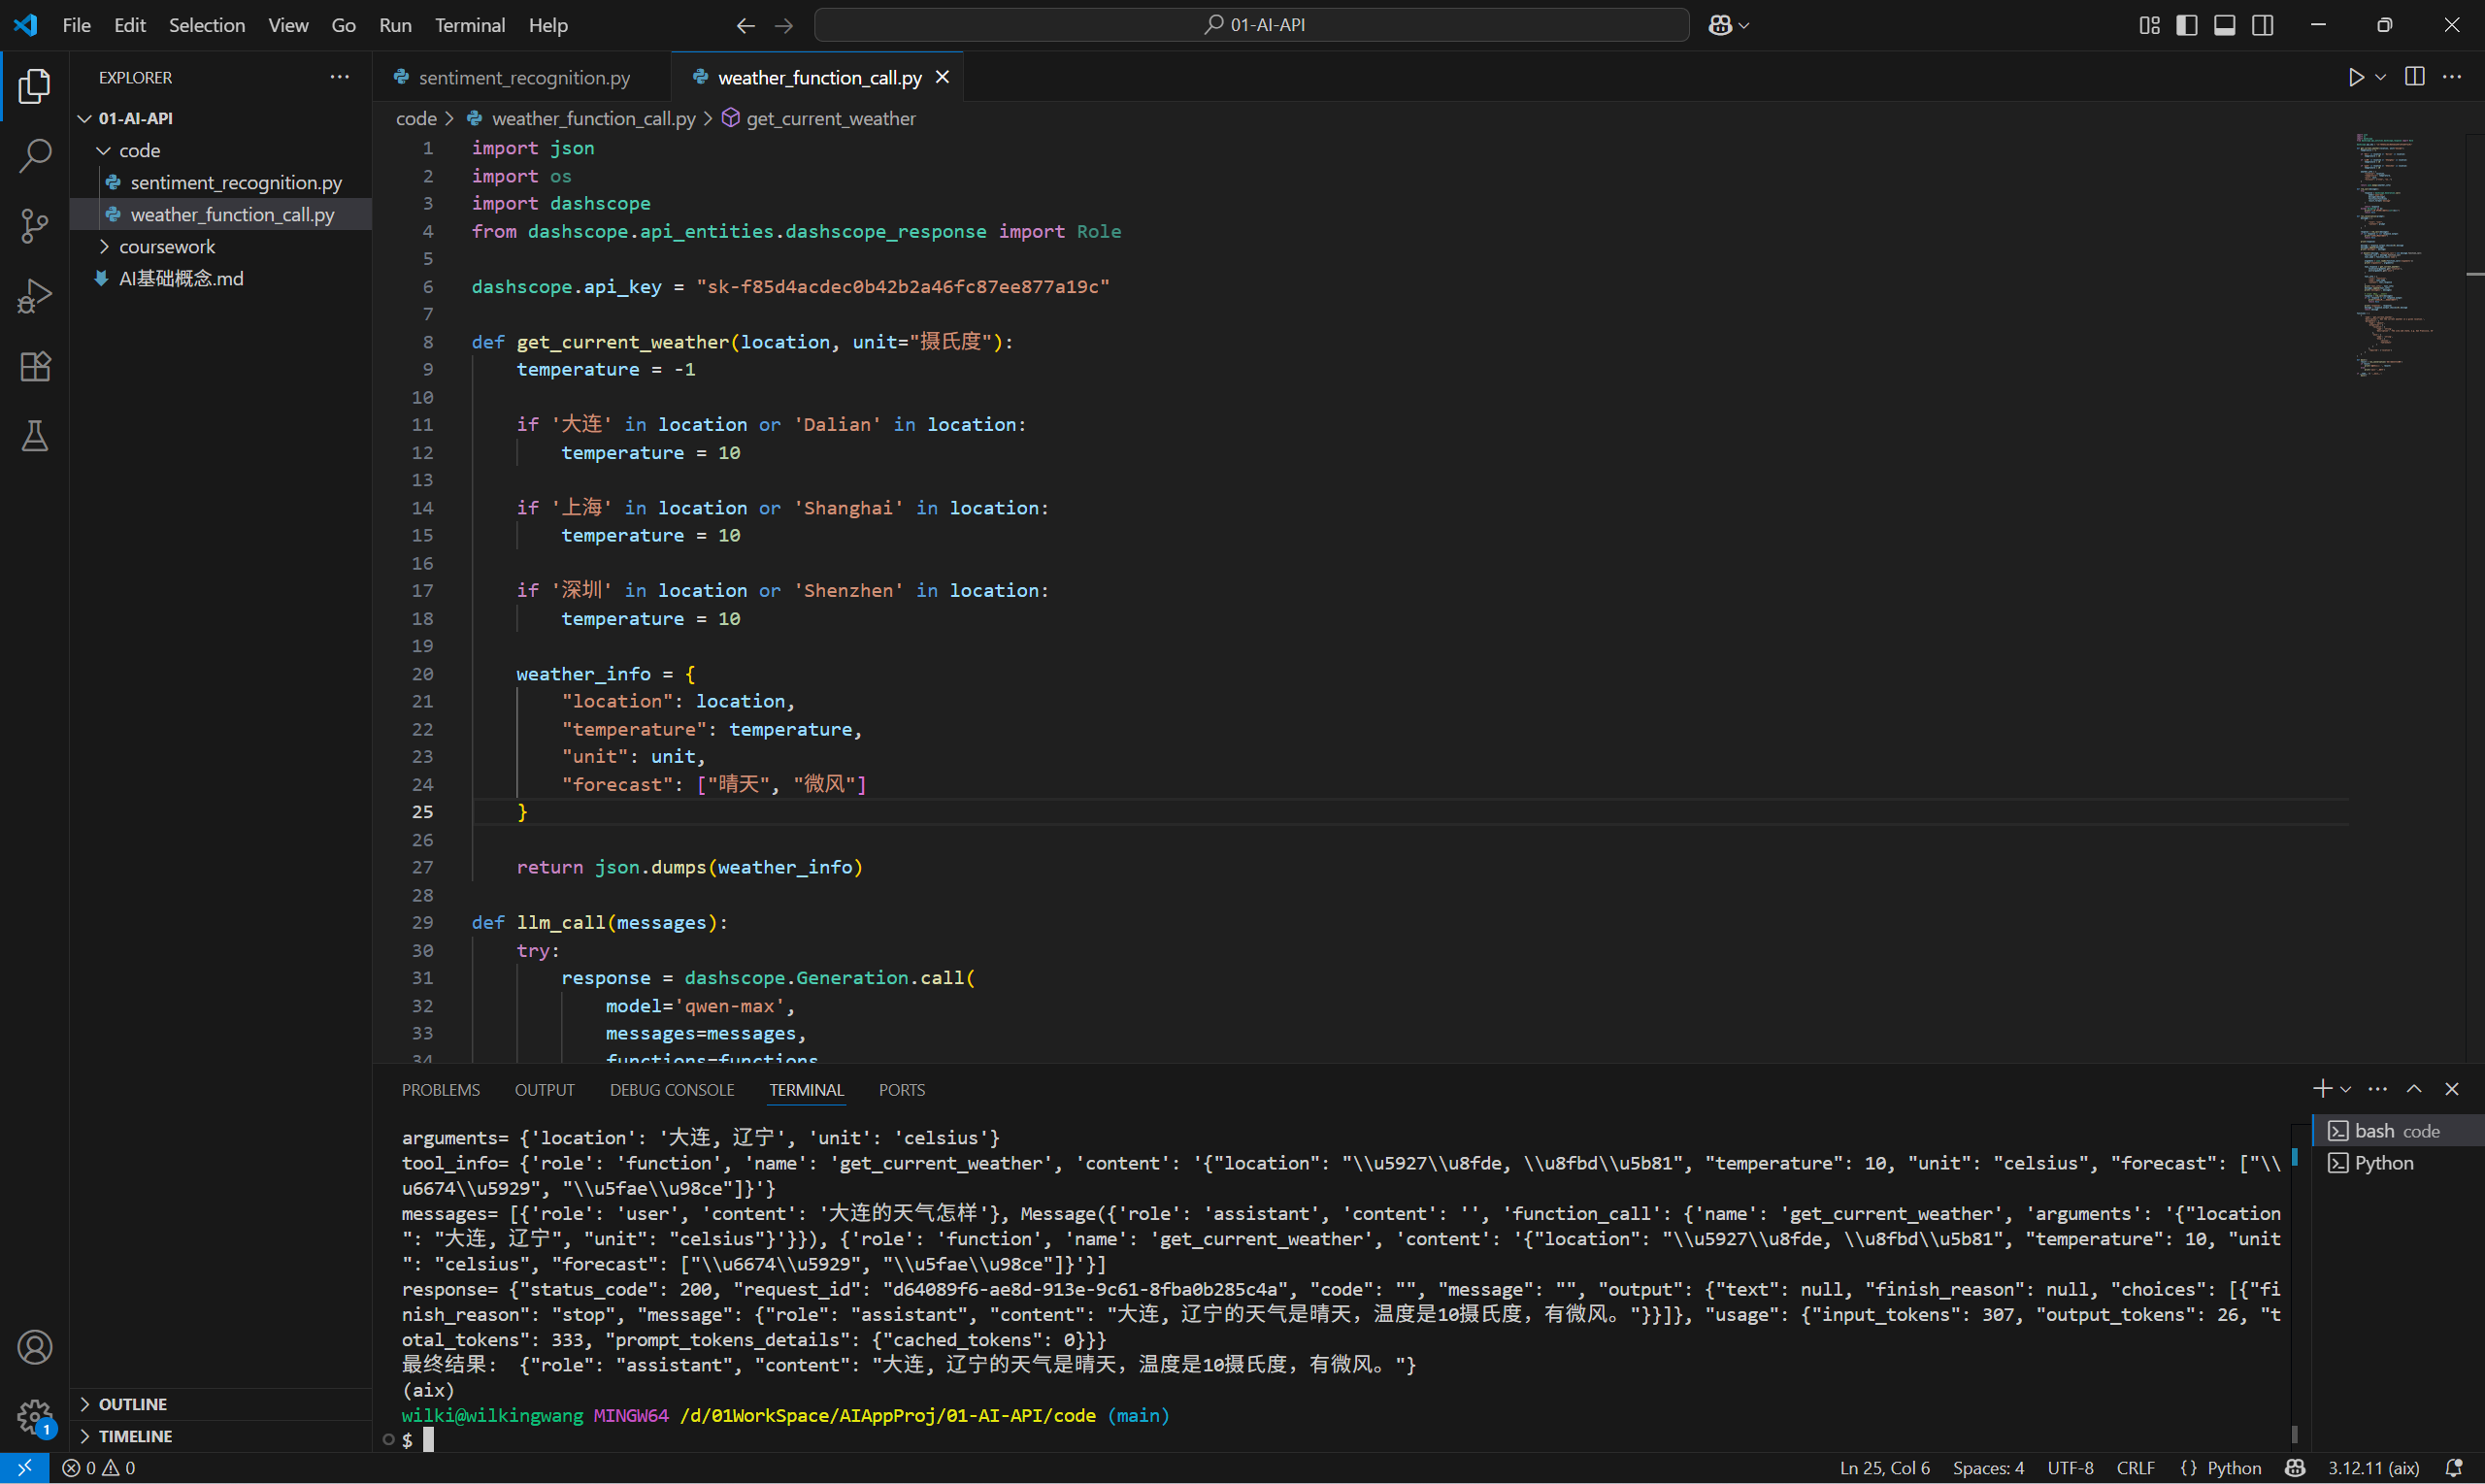 File Edit Selection View Go Run Terminal Help
01-AI-API
EXPLORER
01-AI-API
code
sentiment_recognition.py
weather_function_call.py
coursework
AI基础概念.md
OUTLINE
TIMELINE
sentiment_recognition.py
weather_function_call.py
code > weather_function_call.py > get_current_weather
1 import json
2 import os
3 import dashscope
4 from dashscope.api_entities.dashscope_response import Role
5
6 dashscope.api_key = "sk-f85d4acdec0b42b2a46fc87ee877a19c"
7
8 def get_current_weather(location, unit="摄氏度"):
9 temperature = -1
10
11 if '大连' in location or 'Dalian' in location:
12 temperature = 10
13
14 if '上海' in location or 'Shanghai' in location:
15 temperature = 10
16
17 if '深圳' in location or 'Shenzhen' in location:
18 temperature = 10
19
20 weather_info = {
21 "location": location,
22 "temperature": temperature,
23 "unit": unit,
24 "forecast": ["晴天", "微风"]
25 }
26
27 return json.dumps(weather_info)
28
29 def llm_call(messages):
30 try:
31 response = dashscope.Generation.call(
32 model='qwen-max',
33 messages=messages,
34 functions=functions
PROBLEMS OUTPUT DEBUG CONSOLE TERMINAL PORTS
arguments= {'location': '大连, 辽宁', 'unit': 'celsius'}
tool_info= {'role': 'function', 'name': 'get_current_weather', 'content': '{"location": "\\u5927\\u8fde, \\u8fbd\\u5b81", "temperature": 10, "unit": "celsius", "forecast": ["\\
u6674\\u5929", "\\u5fae\\u98ce"]}'}
messages= [{'role': 'user', 'content': '大连的天气怎样'}, Message({'role': 'assistant', 'content': '', 'function_call': {'name': 'get_current_weather', 'arguments': '{"location
": "大连, 辽宁", "unit": "celsius"}'}}), {'role': 'function', 'name': 'get_current_weather', 'content': '{"location": "\\u5927\\u8fde, \\u8fbd\\u5b81", "temperature": 10, "unit
": "celsius", "forecast": ["\\u6674\\u5929", "\\u5fae\\u98ce"]}'}]
response= {"status_code": 200, "request_id": "d64089f6-ae8d-913e-9c61-8fba0b285c4a", "code": "", "message": "", "output": {"text": null, "finish_reason": null, "choices": [{"fi
nish_reason": "stop", "message": {"role": "assistant", "content": "大连, 辽宁的天气是晴天，温度是10摄氏度，有微风。"}}]}, "usage": {"input_tokens": 307, "output_tokens": 26, "t
otal_tokens": 333, "prompt_tokens_details": {"cached_tokens": 0}}}
最终结果: {"role": "assistant", "content": "大连, 辽宁的天气是晴天，温度是10摄氏度，有微风。"}
(aix)
wilki@wilkingwang MINGW64 /d/01WorkSpace/AIAppProj/01-AI-API/code (main)
$
bash code
Python
1
0 0
Ln 25, Col 6 Spaces: 4 UTF-8 CRLF {} Python 3.12.11 (aix)